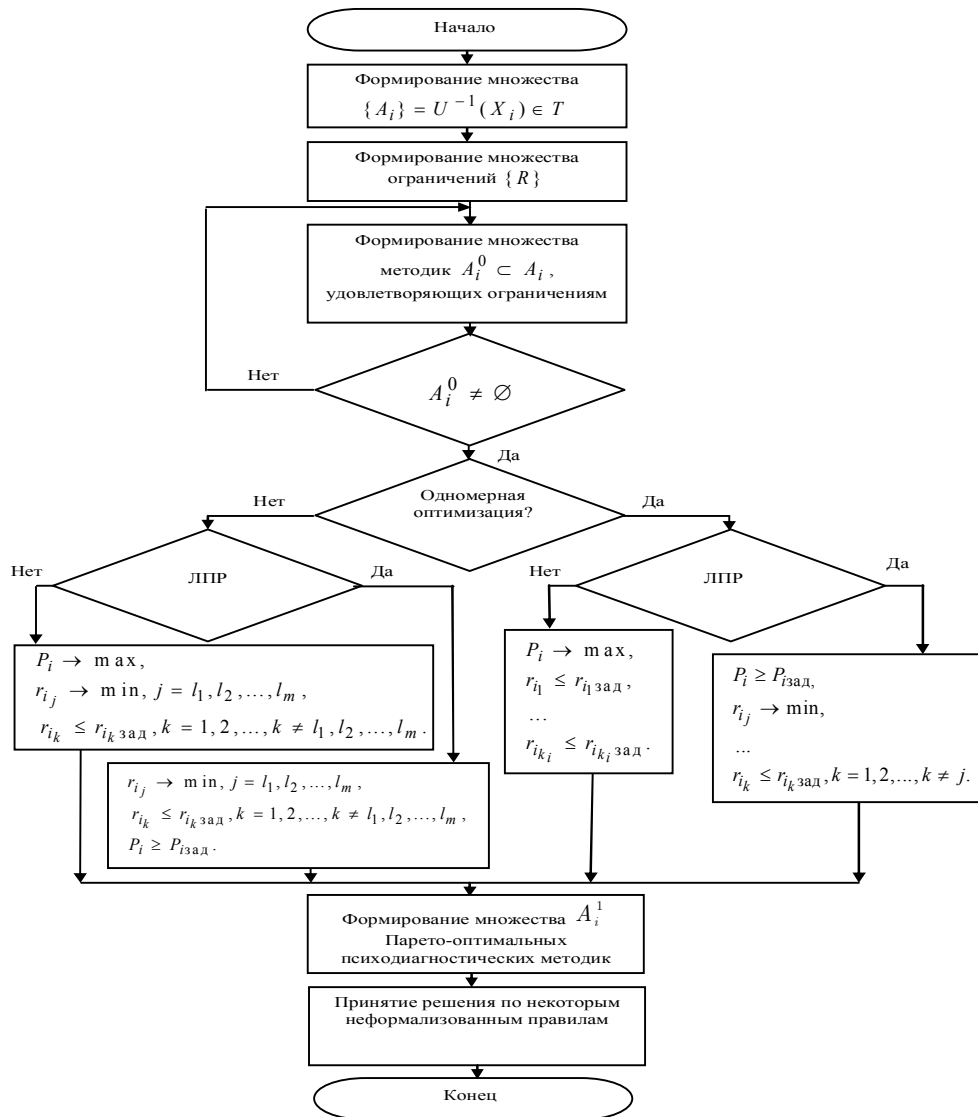 Начало
Формирование множества
{A_i} = U^{-1}(X_i) ∈ T
Формирование множества
ограничений {R}
Формирование множества
методик A_i^0 ⊂ A_i,
удовлетворяющих ограничениям
Нет
A_i^0 ≠ ∅
Да
Нет
Одномерная
оптимизация?
Да
Нет
ЛПР
Да
Нет
ЛПР
Да
P_i → max,
r_{i_j} → min, j = l_1, l_2, ..., l_m,
r_{i_k} ≤ r_{i_k зад}, k = 1, 2, ..., k ≠ l_1, l_2, ..., l_m.
r_{i_j} → min, j = l_1, l_2, ..., l_m,
r_{i_k} ≤ r_{i_k зад}, k = 1, 2, ..., k ≠ l_1, l_2, ..., l_m,
P_i ≥ P_{iзад}.
P_i → max,
r_{i_1} ≤ r_{i_1 зад},
...
r_{i_{k_i}} ≤ r_{i_{k_i} зад}.
P_i ≥ P_{iзад},
r_{i_j} → min,
...
r_{i_k} ≤ r_{i_k зад}, k = 1, 2, ..., k ≠ j.
Формирование множества A_i^1
Парето-оптимальных
психодиагностических методик
Принятие решения по некоторым
неформализованным правилам
Конец